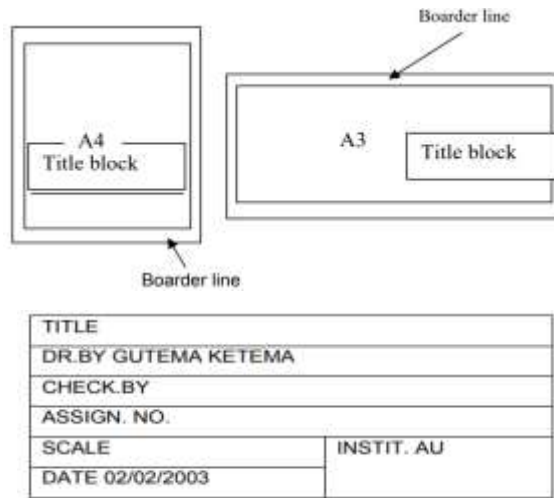 Boarder line
A4
Title block
A3
Title block
Boarder line
TITLE
DR.BY GUTEMA KETEMA
CHECK.BY
ASSIGN. NO.
SCALE
INSTIT. AU
DATE 02/02/2003